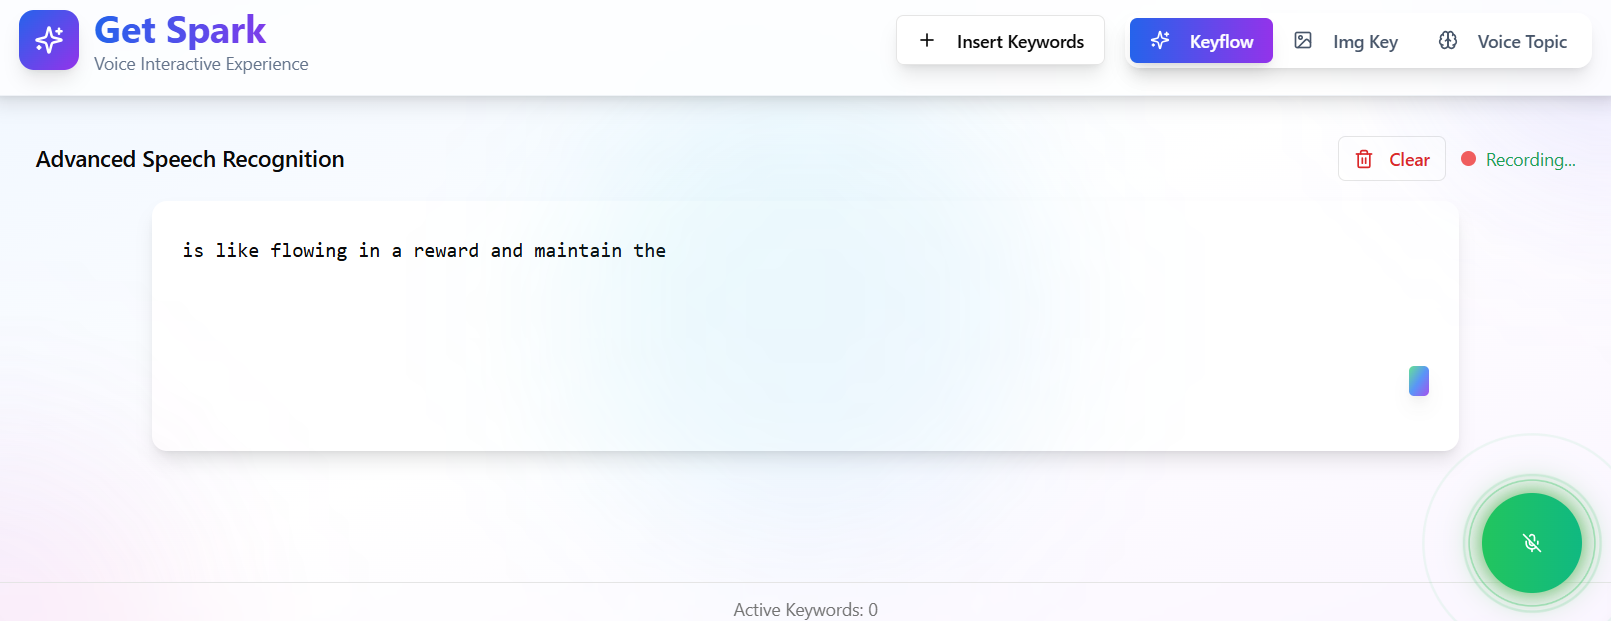 Get Spark
Voice Interactive Experience
Insert Keywords
Keyflow
Img Key
Voice Topic
Advanced Speech Recognition
Clear
Recording...
is like flowing in a reward and maintain the
Active Keywords: 0